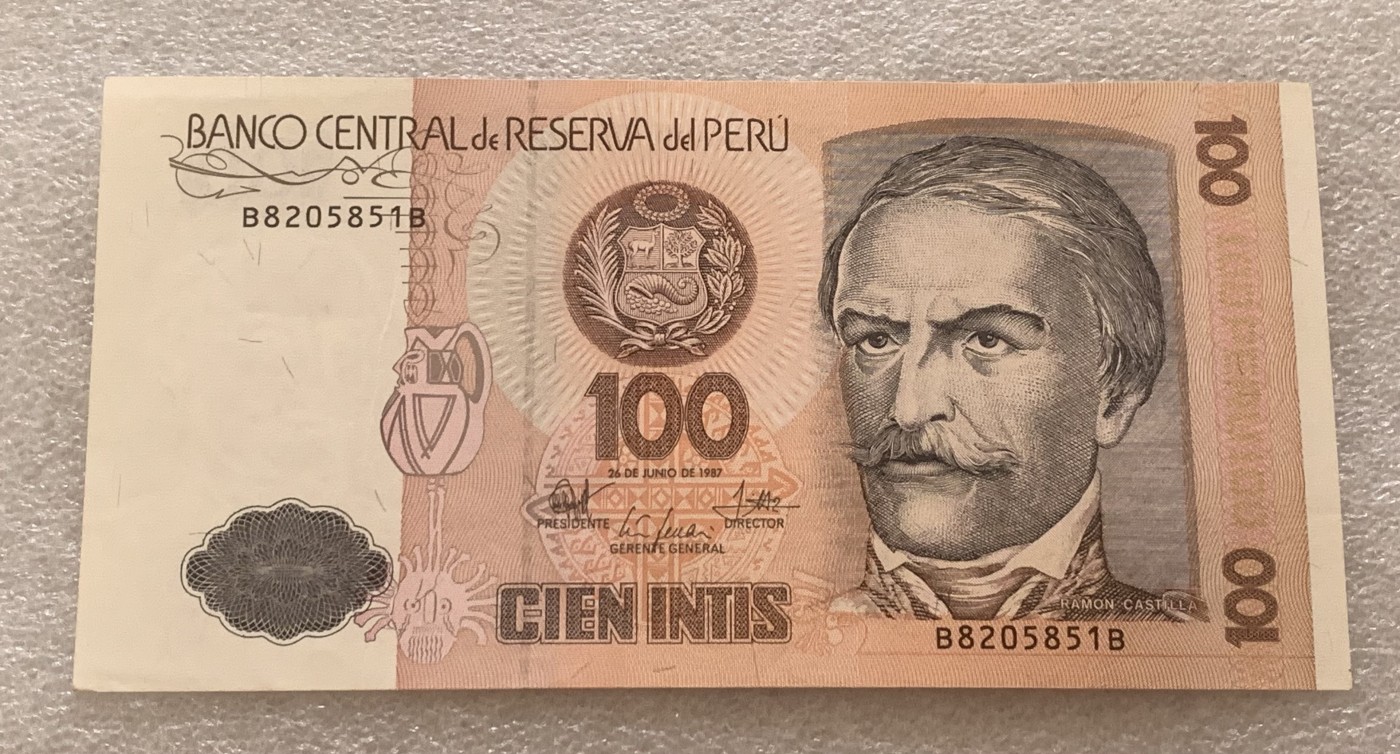 BANCO CENTRAL de RESERVA del PERÚ
B8205851B
100
100
26 DE JUNIO DE 1987
PRESIDENTE
DIRECTOR
GERENTE GENERAL
CIEN INTIS
RAMON CASTILLA
B8205851B
100